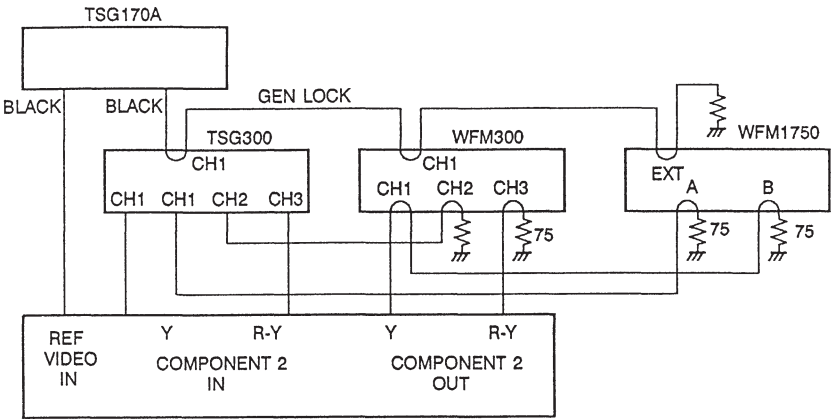 TSG170A
BLACK
BLACK
GEN LOCK
TSG300
WFM300
WFM1750
CH1
CH1
EXT
CH1 CH1 CH2 CH3
CH1 CH2 CH3
A B
75
75
75
REF
VIDEO
IN
Y R-Y
COMPONENT 2
IN
Y R-Y
COMPONENT 2
OUT